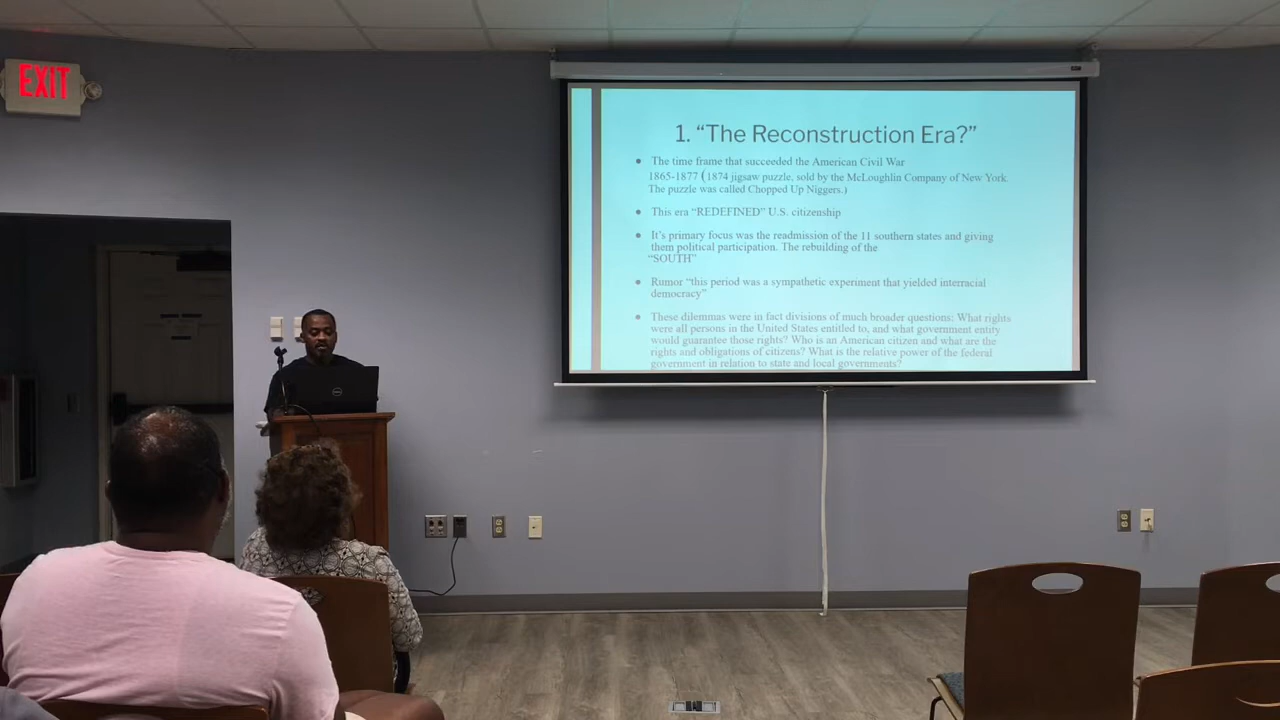 EXIT
1. “The Reconstruction Era?”
• The time frame that succeeded the American Civil War
1865-1877 (1874 jigsaw puzzle, sold by the McLoughlin Company of New York.
The puzzle was called Chopped Up Niggers.)
• This era “REDEFINED” U.S. citizenship
• It’s primary focus was the readmission of the 11 southern states and giving
them political participation. The rebuilding of the
“SOUTH”
• Rumor “this period was a sympathetic experiment that yielded interracial
democracy”
• These dilemmas were in fact divisions of much broader questions: What rights
were all persons in the United States entitled to, and what government entity
would guarantee those rights? Who is an American citizen and what are the
rights and obligations of citizens? What is the relative power of the federal
government in relation to state and local governments?
DELL